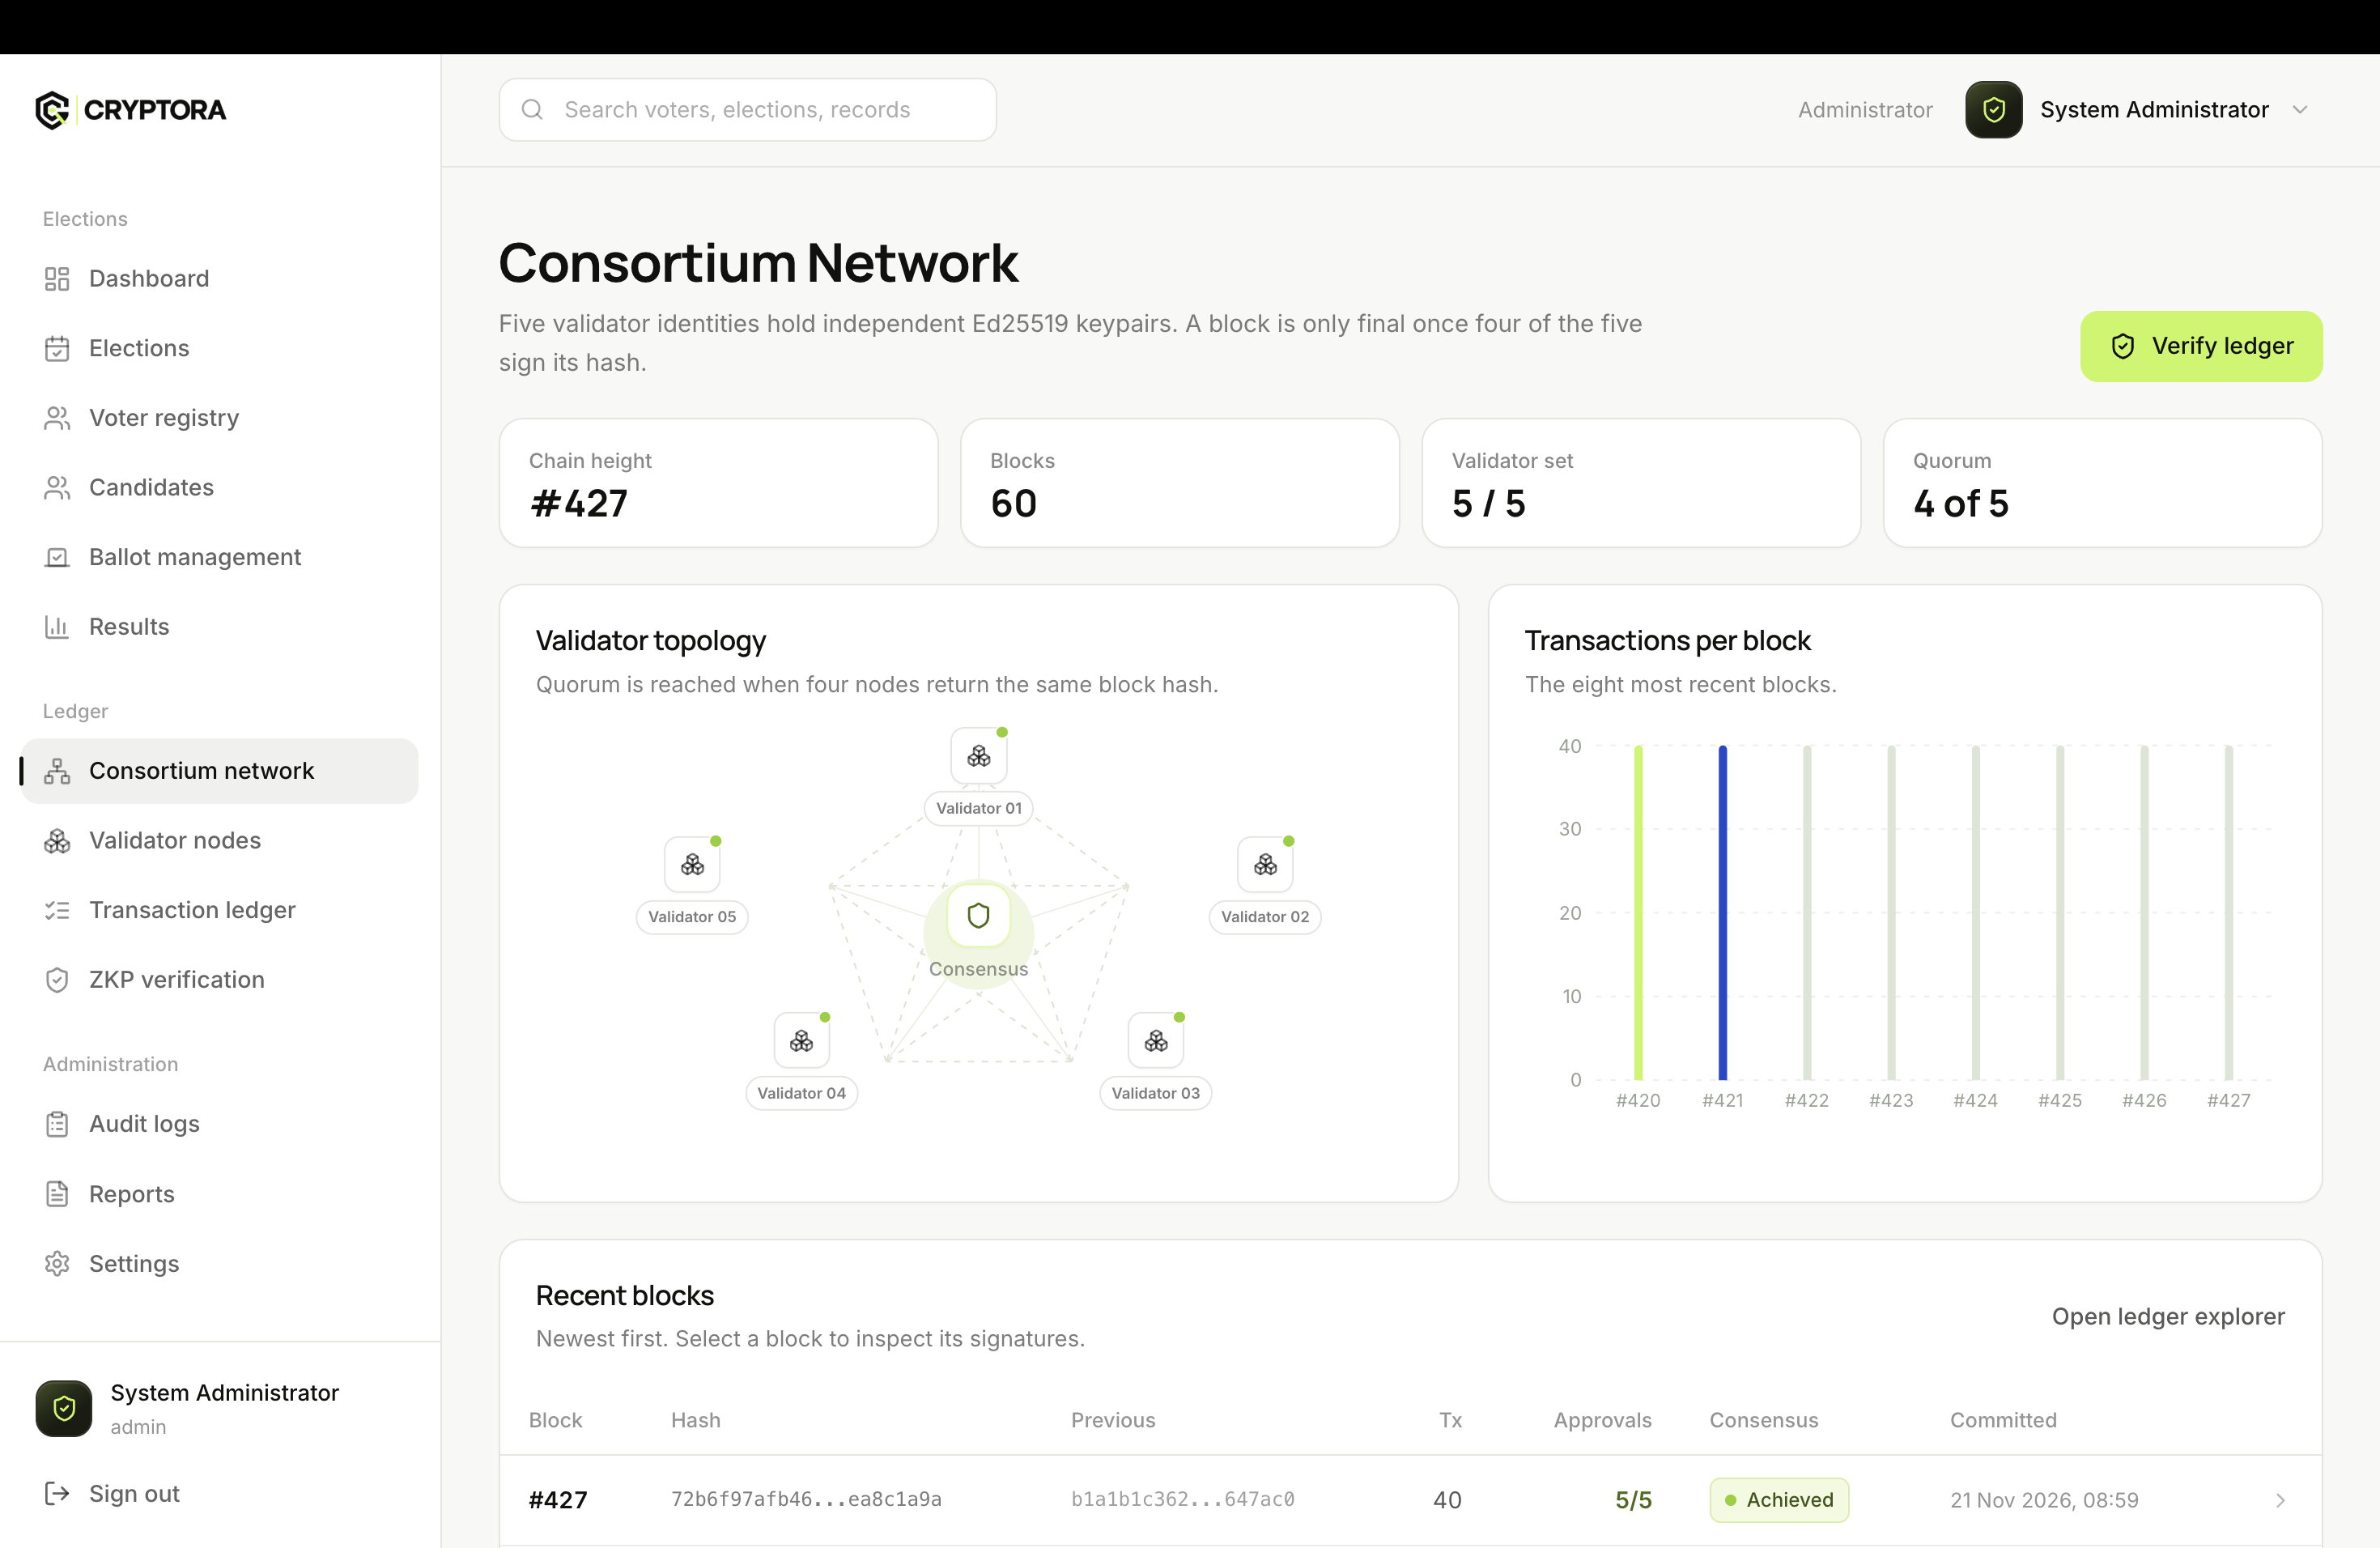 CRYPTORA
Search voters, elections, records
Administrator
System Administrator
Elections
Dashboard
Elections
Voter registry
Candidates
Ballot management
Results
Ledger
Consortium network
Validator nodes
Transaction ledger
ZKP verification
Administration
Audit logs
Reports
Settings
System Administrator
admin
Sign out
Consortium Network
Five validator identities hold independent Ed25519 keypairs. A block is only final once four of the five
sign its hash.
Verify ledger
Chain height
#427
Blocks
60
Validator set
5 / 5
Quorum
4 of 5
Validator topology
Quorum is reached when four nodes return the same block hash.
Validator 01
Validator 05
Validator 02
Consensus
Validator 04
Validator 03
Transactions per block
The eight most recent blocks.
40
30
20
10
0
#420 #421 #422 #423 #424 #425 #426 #427
Recent blocks
Newest first. Select a block to inspect its signatures.
Open ledger explorer
Block Hash Previous Tx Approvals Consensus Committed
#427 72b6f97afb46...ea8c1a9a b1a1b1c362...647ac0 40 5/5 Achieved 21 Nov 2026, 08:59